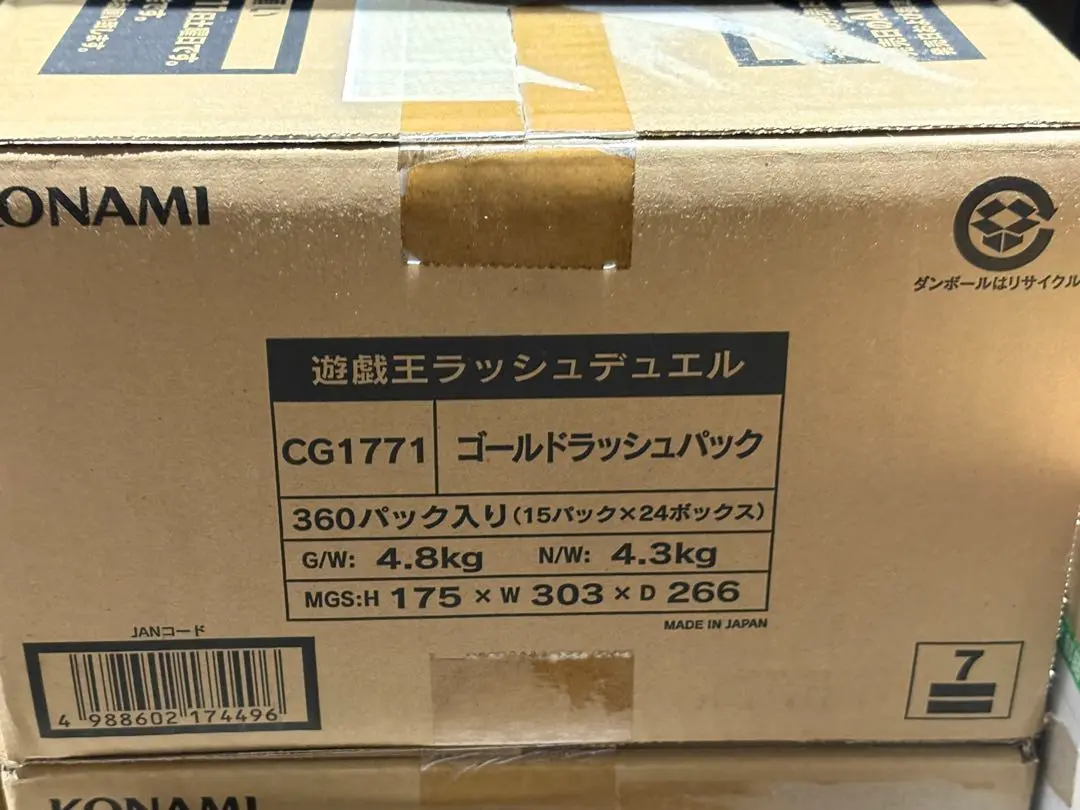 KONAMI
ダンボールはリサイクル
遊戯王ラッシュデュエル
CG1771
ゴールドラッシュパック
360パック入り(15パック×24ボックス)
G/W: 4.8kg N/W: 4.3kg
MGS:H 175 × W 303 × D 266
MADE IN JAPAN
JANコード
4 988602 174496
7
KONAMI